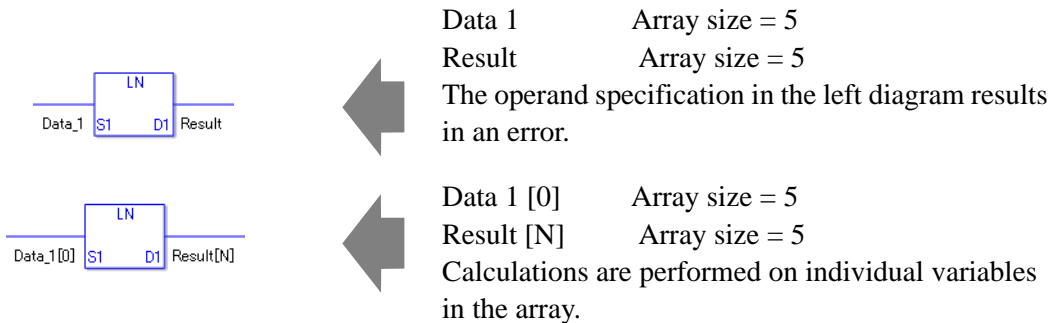 Data 1 Array size = 5
Result Array size = 5
The operand specification in the left diagram results
in an error.
LN
Data_1 S1 D1 Result
Data 1 [0] Array size = 5
Result [N] Array size = 5
Calculations are performed on individual variables
in the array.
LN
Data_1[0] S1 D1 Result[N]